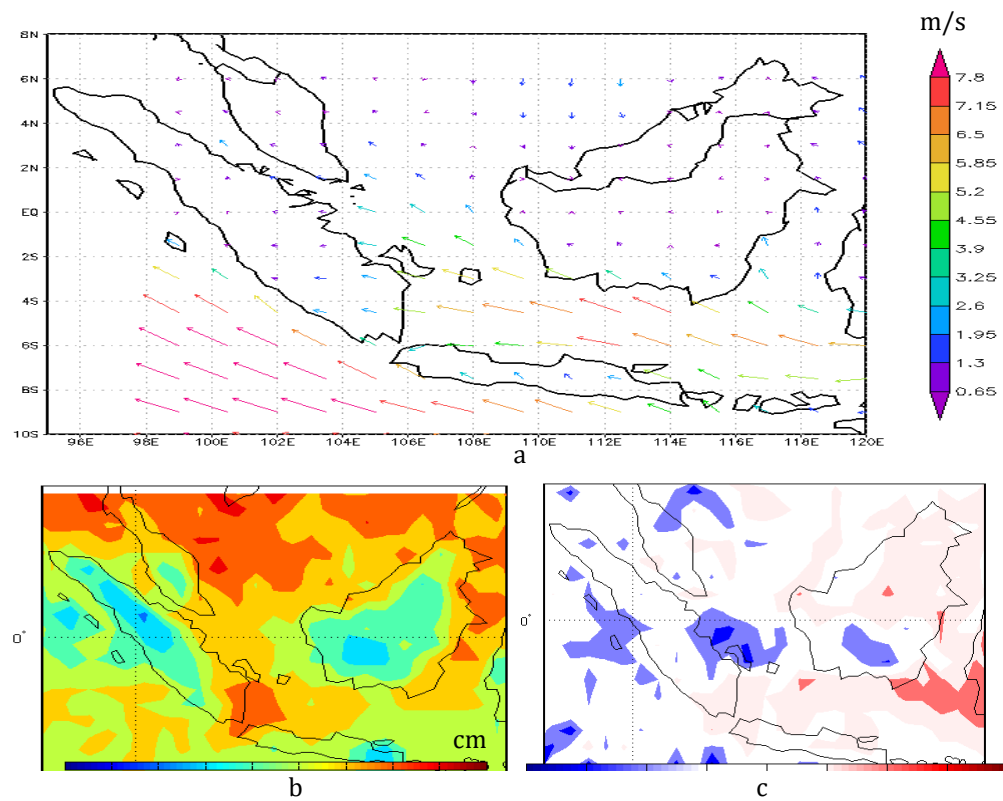 m/s
8N
6N
4N
2N
EQ
2S
4S
6S
8S
10S
7.8
7.15
6.5
5.85
5.2
4.55
3.9
3.25
2.6
1.95
1.3
0.65
96E 98E 100E 102E 104E 106E 108E 110E 112E 114E 116E 118E 120E
a
0°
0°
cm
b
c